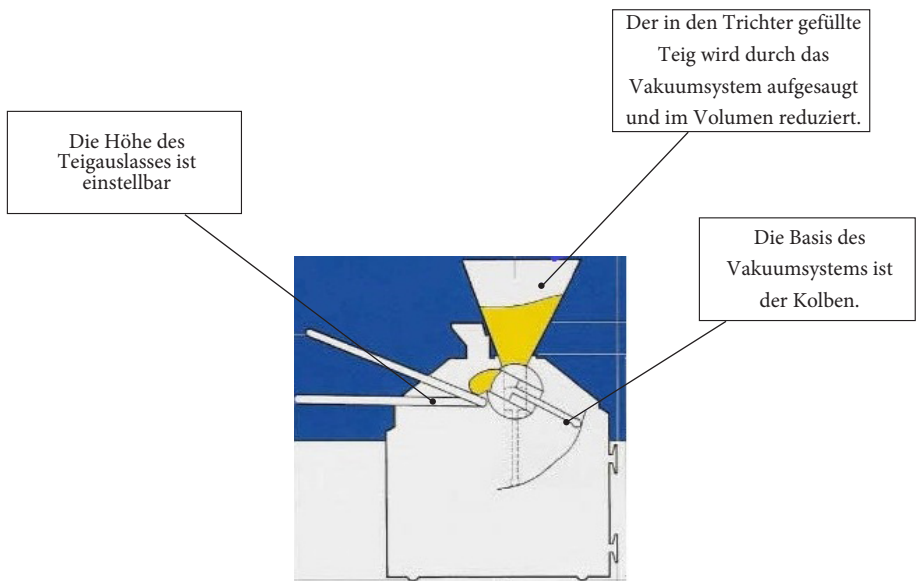 Der in den Trichter gefüllte
Teig wird durch das
Vakuumsystem aufgesaugt
und im Volumen reduziert.
Die Höhe des
Teigauslasses ist
einstellbar
Die Basis des
Vakuumsystems ist
der Kolben.